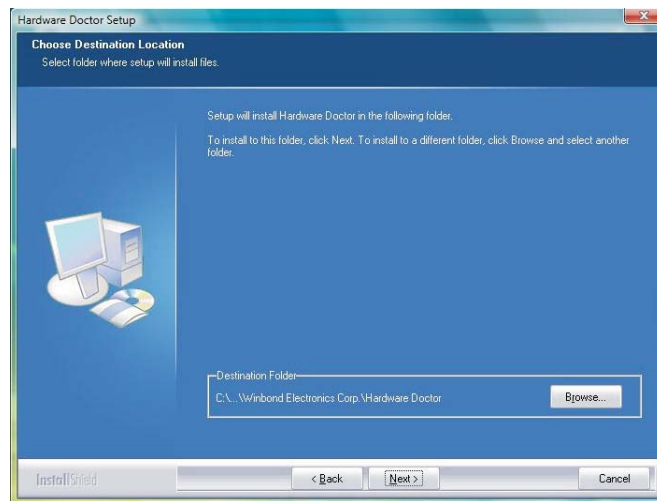 Hardware Doctor Setup
Choose Destination Location
Select folder where setup will install files.
Setup will install Hardware Doctor in the following folder.
To install to this folder, click Next. To install to a different folder, click Browse and select another
folder.
Destination Folder
C:\...\Winbond Electronics Corp.\Hardware Doctor
Browse...
InstallShield
< Back
Next >
Cancel